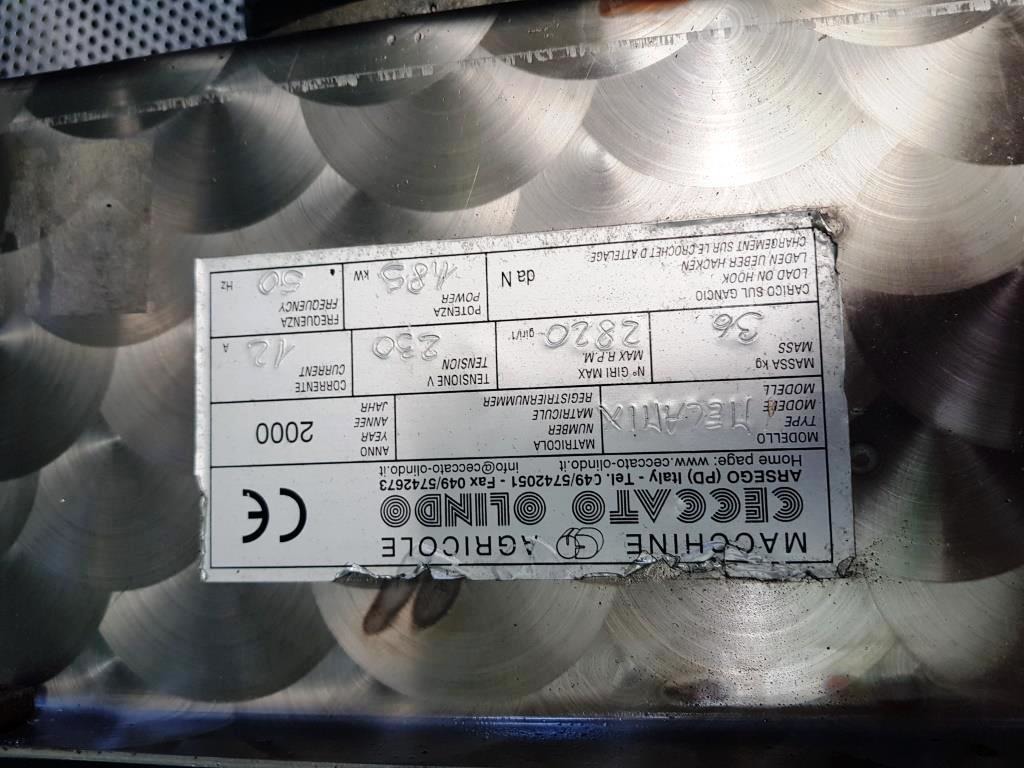 MACCHINE AGRICOLE
CECCATO OLINDO
ARSEGO (PD) Italy - Tel. C49/5742051 - Fax 049/5742673
Home page: www.ceccato-olindo.it info@ceccato-olindo.it
CE
MODELLO
TYPE
MODELE
MODELL
MECAMIX
MATRICOLA
NUMBER
MATRICULE
REGISTRIERNUMMER
ANNO
YEAR
ANNEE
JAHR
2000
MASSA kg
MASS
36
N° GIRI MAX
MAX R.P.M.
2820 giri/1'
TENSIONE V
TENSION
230
CORRENTE
CURRENT
12 A
CARICO SUL GANCIO
LOAD ON HOOK
LADEN UEBER HACKEN
CHARGEMENT SUR LE CROCHET D'ATTELAGE
da N
POTENZA
POWER
1,85 kW
FREQUENZA
FREQUENCY
50 Hz